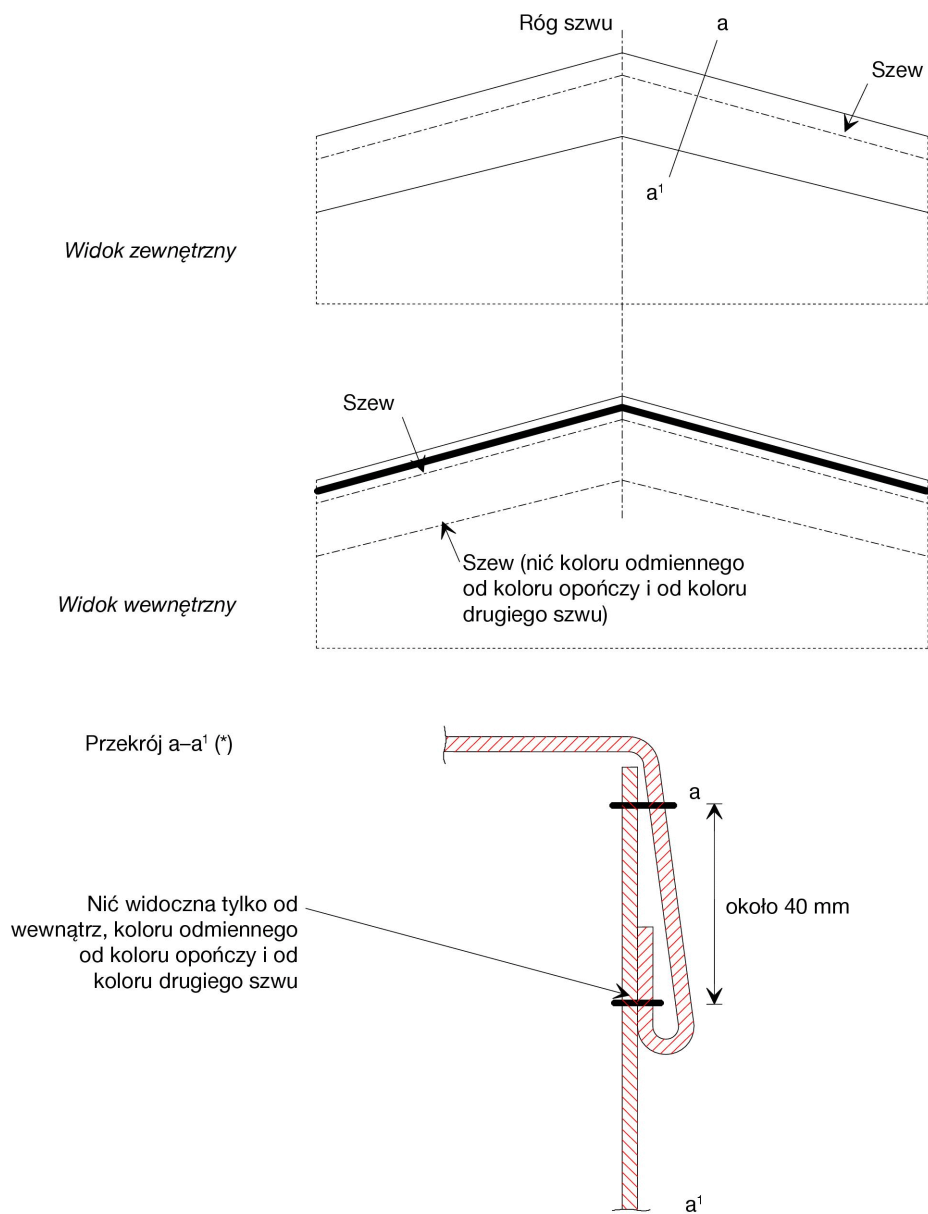 Róg szwu
a
Szew
a¹
Widok zewnętrzny
Szew
Szew (nić koloru odmiennego
od koloru opończy i od koloru
drugiego szwu)
Widok wewnętrzny
Przekrój a–a¹ (*)
a
około 40 mm
Nić widoczna tylko od
wewnątrz, koloru odmiennego
od koloru opończy i od
koloru drugiego szwu
a¹